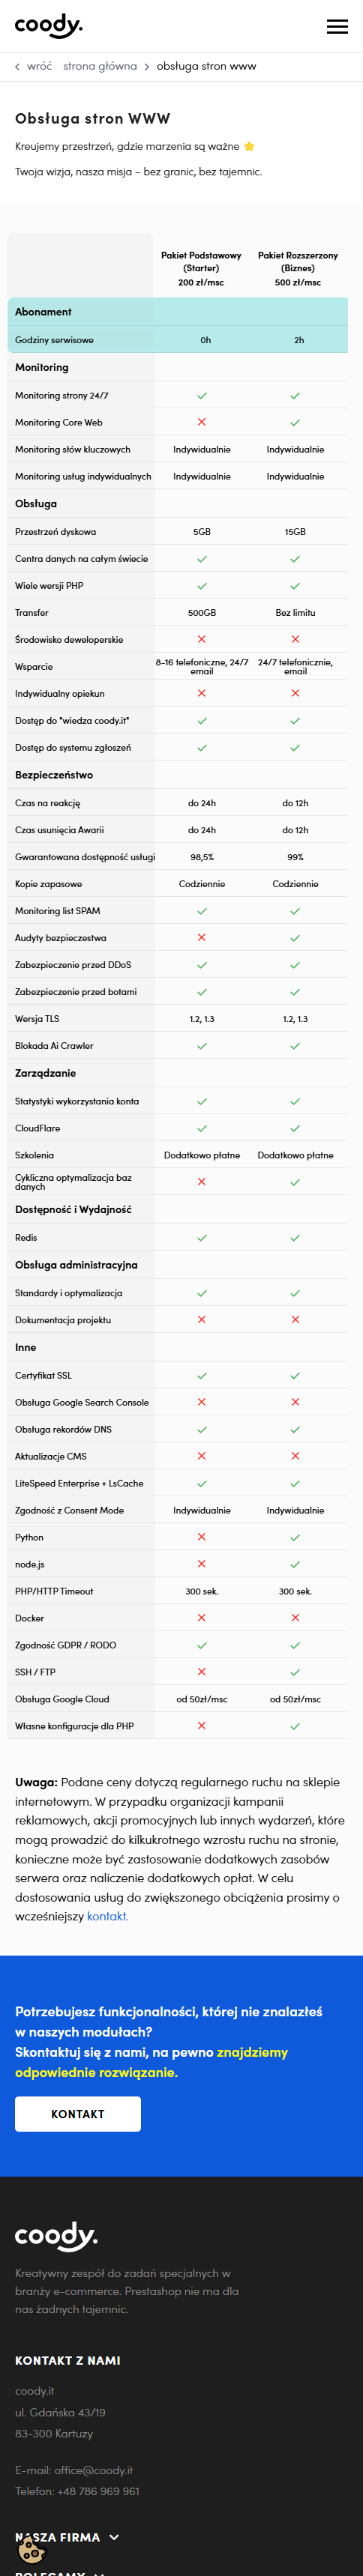 coody.
wróć strona główna obsługa stron www
Obsługa stron WWW
Kreujemy przestrzeń, gdzie marzenia są ważne
Twoja wizja, nasza misja – bez granic, bez tajemnic.
Pakiet Podstawowy Pakiet Rozszerzony
(Starter) (Biznes)
200 zł/msc 500 zł/msc
Abonament
Godziny serwisowe 0h 2h
Monitoring
Monitoring strony 24/7
Monitoring Core Web
Monitoring słów kluczowych Indywidualnie Indywidualnie
Monitoring usług indywidualnych Indywidualnie Indywidualnie
Obsługa
Przestrzeń dyskowa 5GB 15GB
Centra danych na całym świecie
Wiele wersji PHP
Transfer 500GB Bez limitu
Środowisko deweloperskie
Wsparcie 8-16 telefoniczne, 24/7 email 24/7 telefonicznie, email
Indywidualny opiekun
Dostęp do "wiedza coody.it"
Dostęp do systemu zgłoszeń
Bezpieczeństwo
Czas na reakcję do 24h do 12h
Czas usunięcia Awarii do 24h do 12h
Gwarantowana dostępność usługi 98,5% 99%
Kopie zapasowe Codziennie Codziennie
Monitoring list SPAM
Audyty bezpieczestwa
Zabezpieczenie przed DDoS
Zabezpieczenie przed botami
Wersja TLS 1.2, 1.3 1.2, 1.3
Blokada Ai Crawler
Zarządzanie
Statystyki wykorzystania konta
CloudFlare
Szkolenia Dodatkowo płatne Dodatkowo płatne
Cykliczna optymalizacja baz
danych
Dostępność i Wydajność
Redis
Obsługa administracyjna
Standardy i optymalizacja
Dokumentacja projektu
Inne
Certyfikat SSL
Obsługa Google Search Console
Obsługa rekordów DNS
Aktualizacje CMS
LiteSpeed Enterprise + LsCache
Zgodność z Consent Mode Indywidualnie Indywidualnie
Python
node.js
PHP/HTTP Timeout 300 sek. 300 sek.
Docker
Zgodność GDPR / RODO
SSH / FTP
Obsługa Google Cloud od 50zł/msc od 50zł/msc
Własne konfiguracje dla PHP
Uwaga: Podane ceny dotyczą regularnego ruchu na sklepie
internetowym. W przypadku organizacji kampanii
reklamowych, akcji promocyjnych lub innych wydarzeń, które
mogą prowadzić do kilkukrotnego wzrostu ruchu na stronie,
konieczne może być zastosowanie dodatkowych zasobów
serwera oraz naliczenie dodatkowych opłat. W celu
dostosowania usług do zwiększonego obciążenia prosimy o
wcześniejszy kontakt.
Potrzebujesz funkcjonalności, której nie znalazłeś
w naszych modułach?
Skontaktuj się z nami, na pewno znajdziemy
odpowiednie rozwiązanie.
KONTAKT
coody.
Kreatywny zespół do zadań specjalnych w
branży e-commerce. Prestashop nie ma dla
nas żadnych tajemnic.
KONTAKT Z NAMI
coody.it
ul. Gdańska 43/19
83-300 Kartuzy
E-mail: office@coody.it
Telefon: +48 786 969 961
NASZA FIRMA
POLECAMY